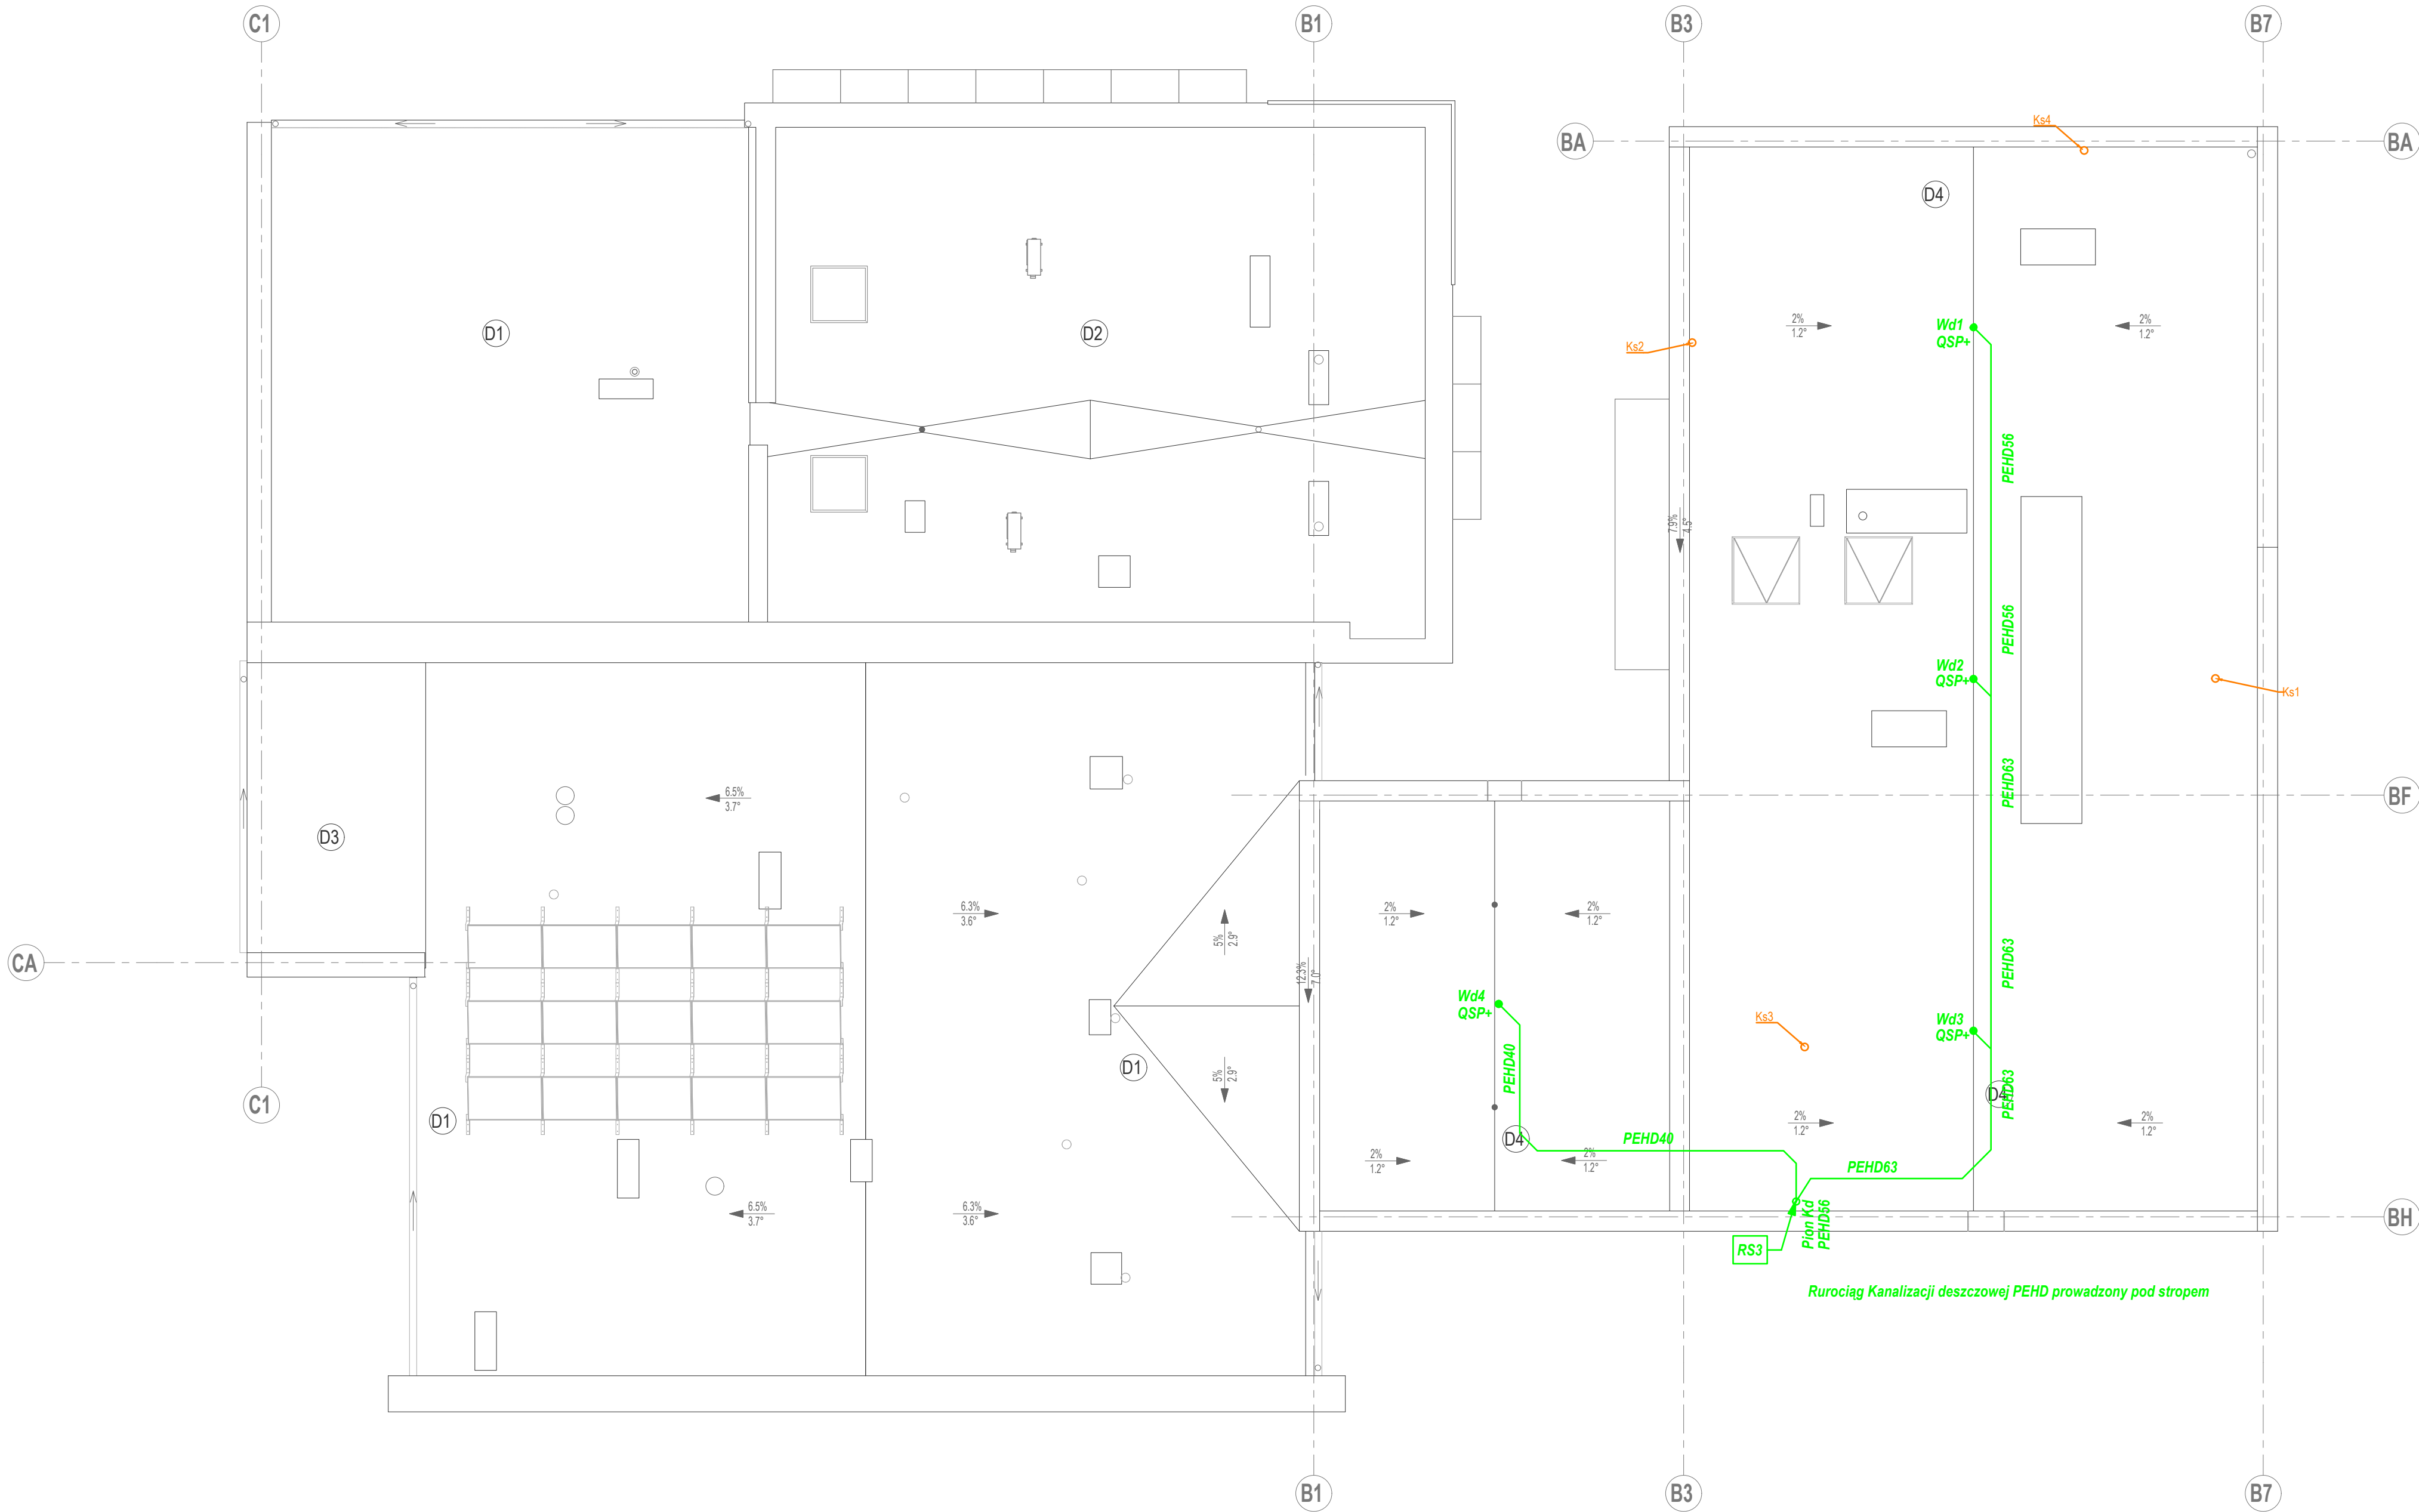 C1
B1
B3
B7
BA
Ks4
BA
D4
D1
D2
2%
1.2°
Wd1
QSP+
2%
1.2°
Ks2
PEHD56
7.9%
4.5°
PEHD56
Wd2
QSP+
Ks1
6.5%
3.7°
PEHD63
BF
D3
6.3%
3.6°
2%
1.2°
2%
1.2°
5%
2.9°
CA
12.3%
7.0°
PEHD63
Wd4
QSP+
Ks3
Wd3
QSP+
D1
5%
2.9°
PEHD40
D4
PEHD63
C1
D1
2%
1.2°
2%
1.2°
D4
PEHD40
2%
1.2°
2%
1.2°
PEHD63
6.5%
3.7°
6.3%
3.6°
BH
Pion Kd
PEHD56
RS3
Rurociąg Kanalizacji deszczowej PEHD prowadzony pod stropem
B1
B3
B7